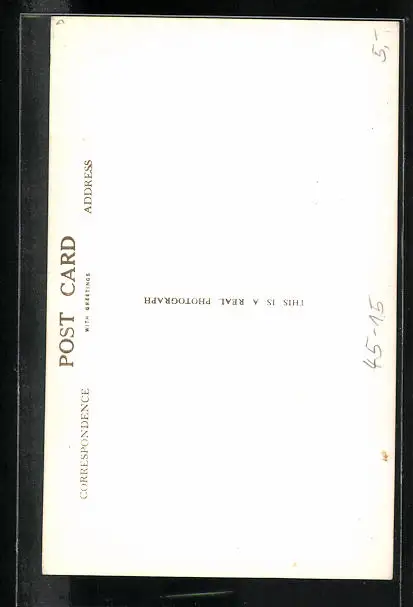 POST CARD
WITH GREETINGS
CORRESPONDENCE
ADDRESS
THIS IS A REAL PHOTOGRAPH
5,-
45-15